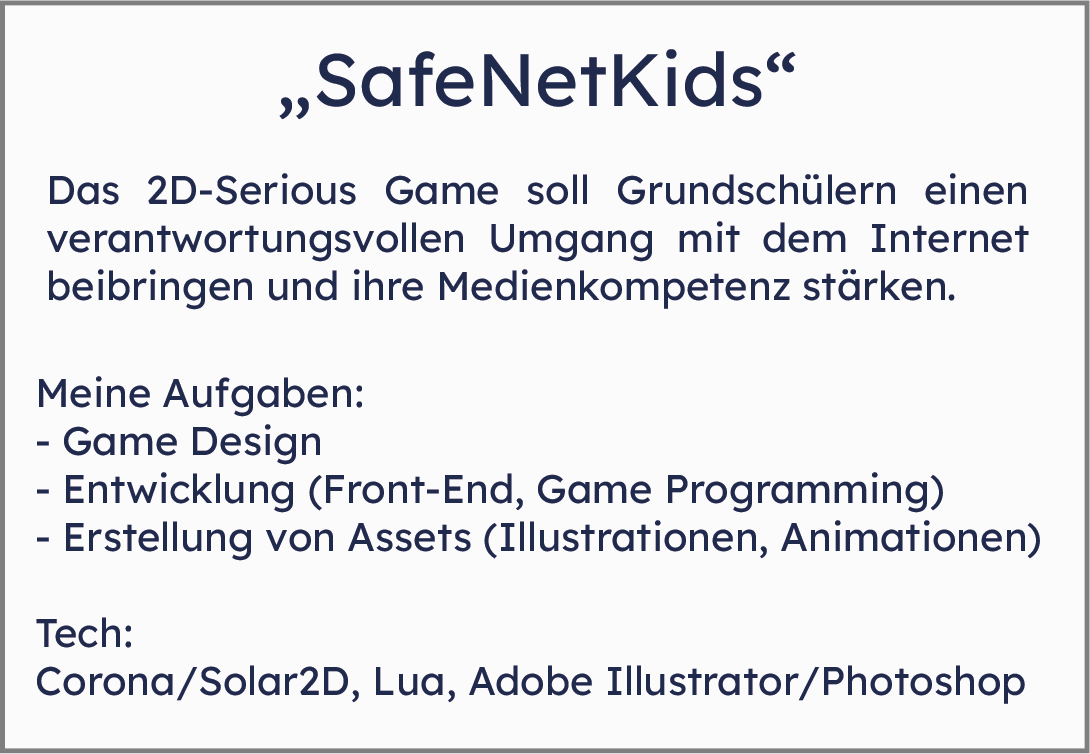 „SafeNetKids“
Das 2D-Serious Game soll Grundschülern einen
verantwortungsvollen Umgang mit dem Internet
beibringen und ihre Medienkompetenz stärken.
Meine Aufgaben:
- Game Design
- Entwicklung (Front-End, Game Programming)
- Erstellung von Assets (Illustrationen, Animationen)
Tech:
Corona/Solar2D, Lua, Adobe Illustrator/Photoshop